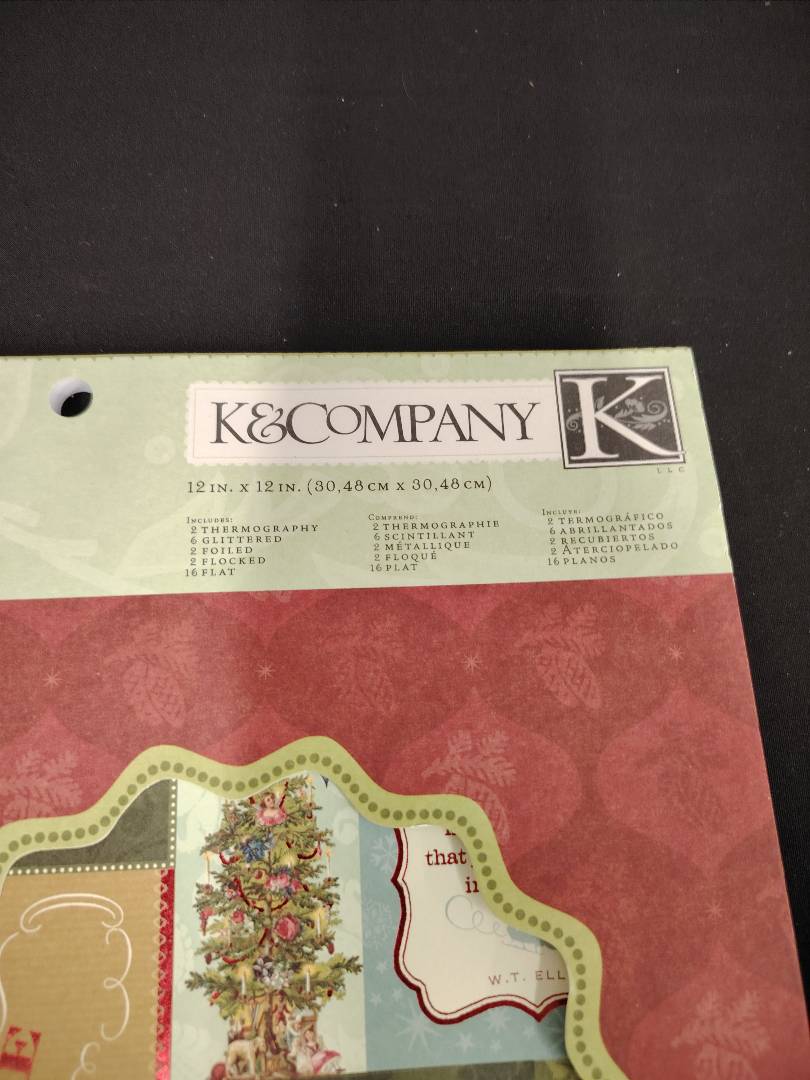 K&COMPANY
K
LLC
12 IN. X 12 IN. (30,48 CM X 30,48 CM)
INCLUDES:
2 THERMOGRAPHY
6 GLITTERED
2 FOILED
2 FLOCKED
16 FLAT
COMPREND:
2 THERMOGRAPHIE
6 SCINTILLANT
2 MÉTALLIQUE
2 FLOQUÉ
16 PLAT
INCLUYE:
2 TERMOGRÁFICO
6 ABRILLANTADOS
2 RECUBIERTOS
2 ATERCIOPELADO
16 PLANOS
that
in
W.T. ELL